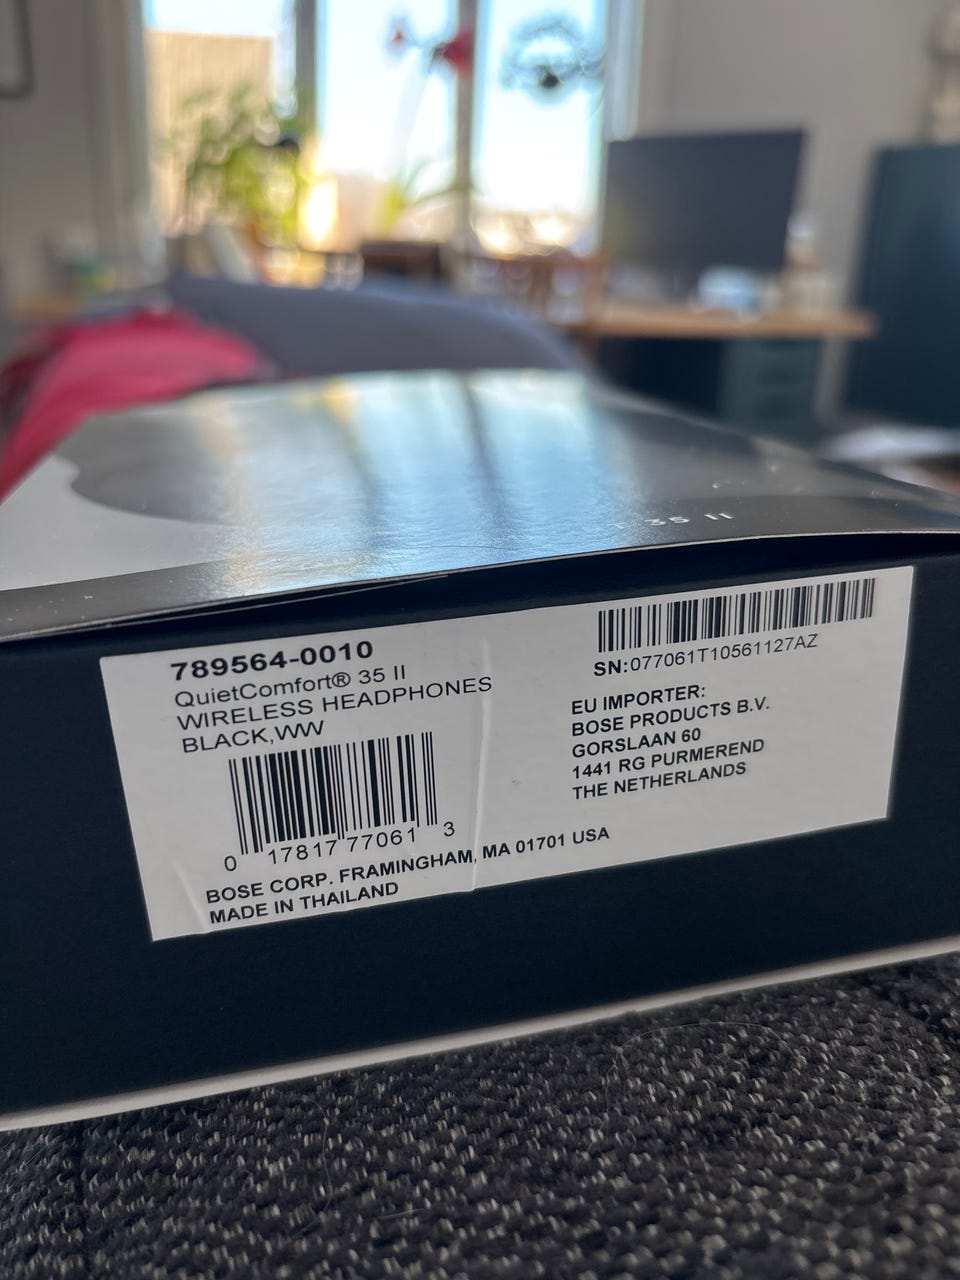 35 II
789564-0010
QuietComfort® 35 II
WIRELESS HEADPHONES
BLACK,WW
0 17817 77061 3
BOSE CORP. FRAMINGHAM, MA 01701 USA
MADE IN THAILAND
SN:077061T10561127AZ
EU IMPORTER:
BOSE PRODUCTS B.V.
GORSLAAN 60
1441 RG PURMEREND
THE NETHERLANDS